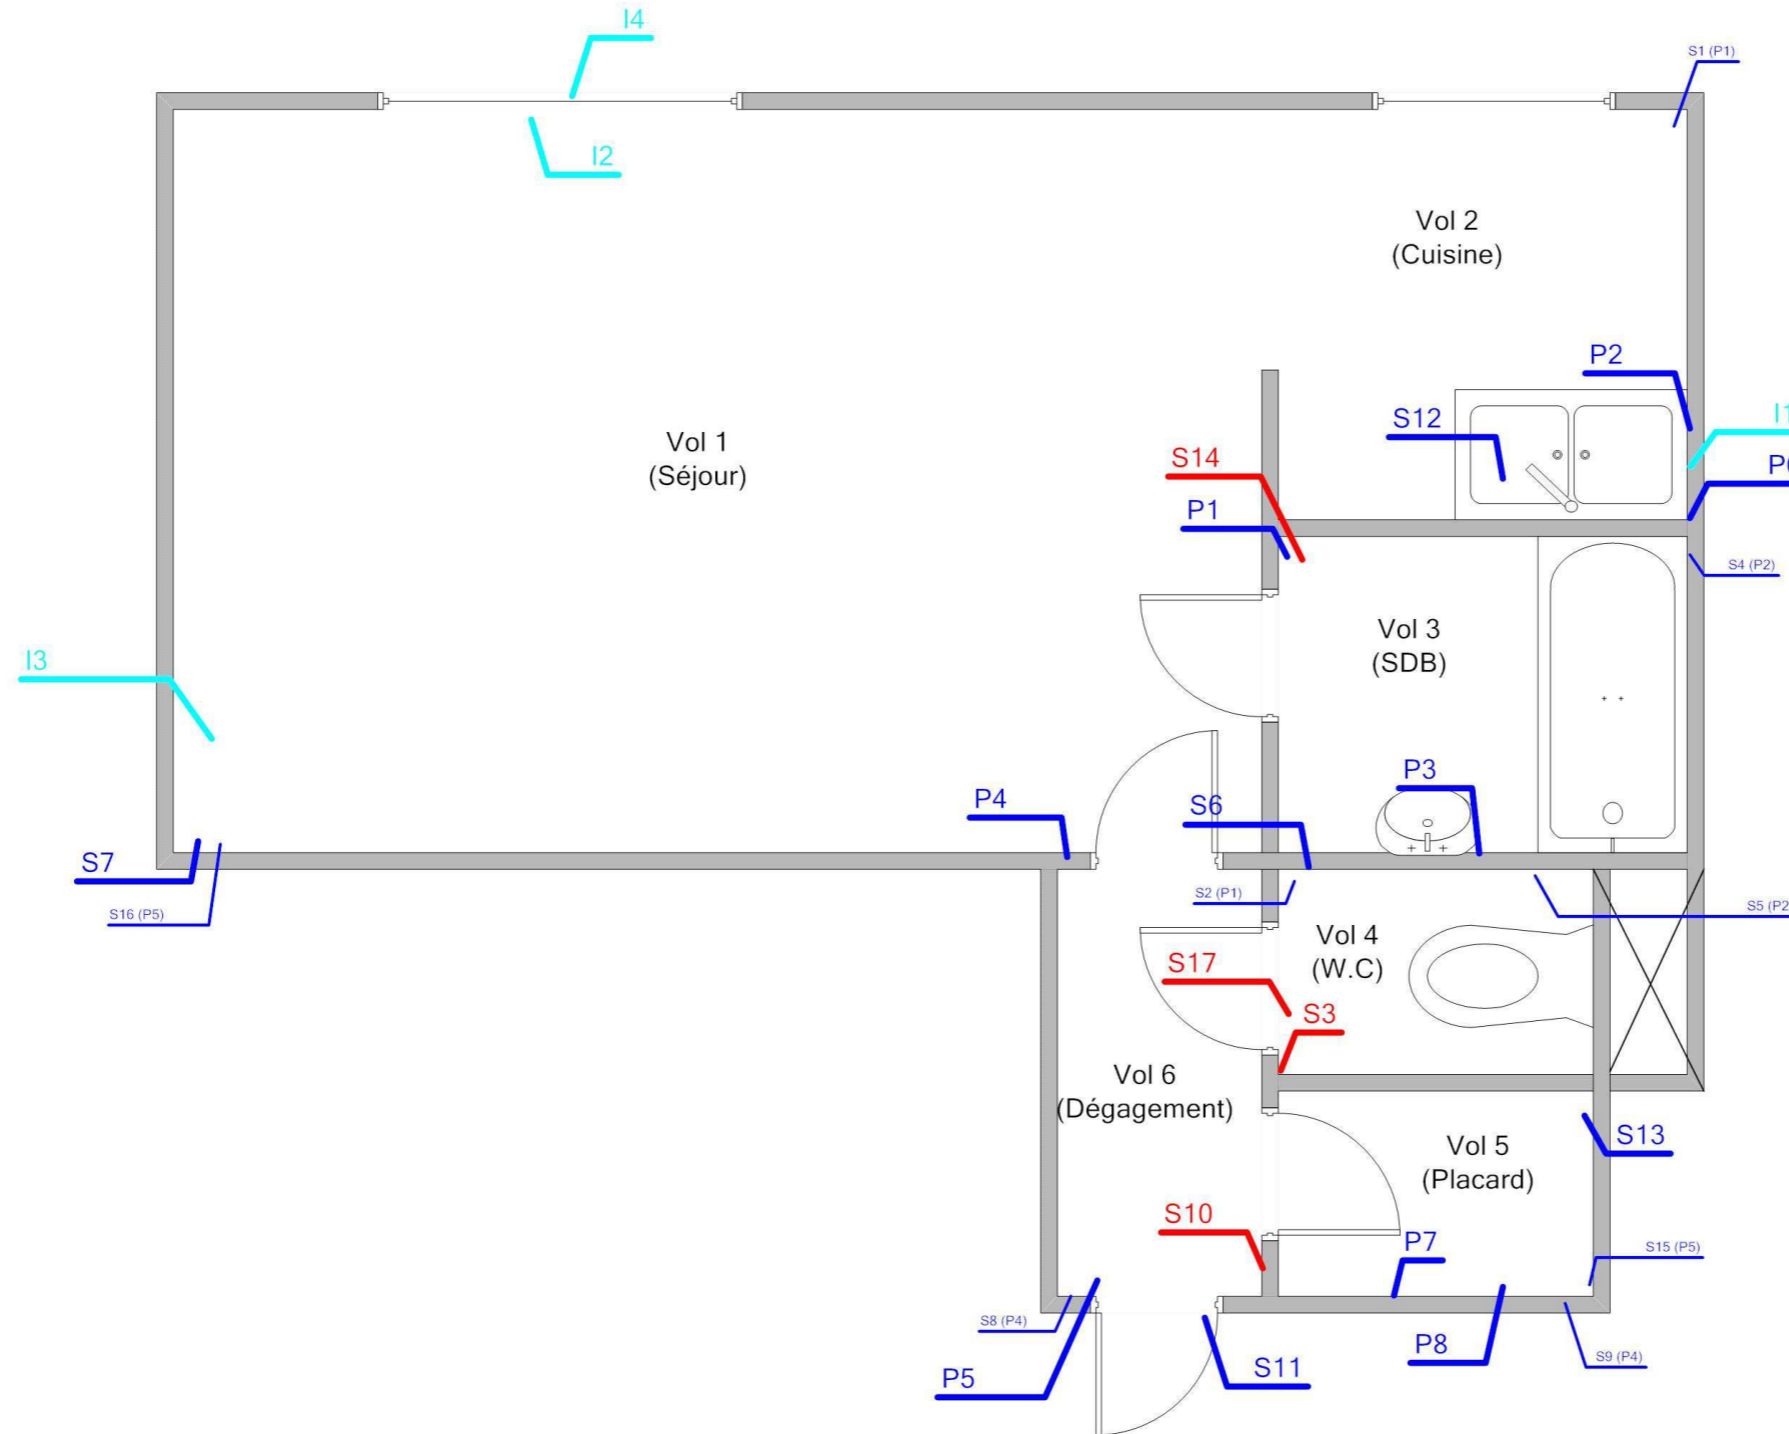 I4
S1 (P1)
I2
Vol 2
(Cuisine)
P2
S12
I1
Vol 1
(Séjour)
S14
P1
S4 (P2)
Vol 3
(SDB)
I3
P3
P4
S6
S7
S2 (P1)
S16 (P5)
S5 (P2
Vol 4
(W.C)
S17
S3
Vol 6
(Dégagement)
S13
Vol 5
(Placard)
S10
P7
S15 (P5)
S8 (P4)
P8
S9 (P4)
P5
S11